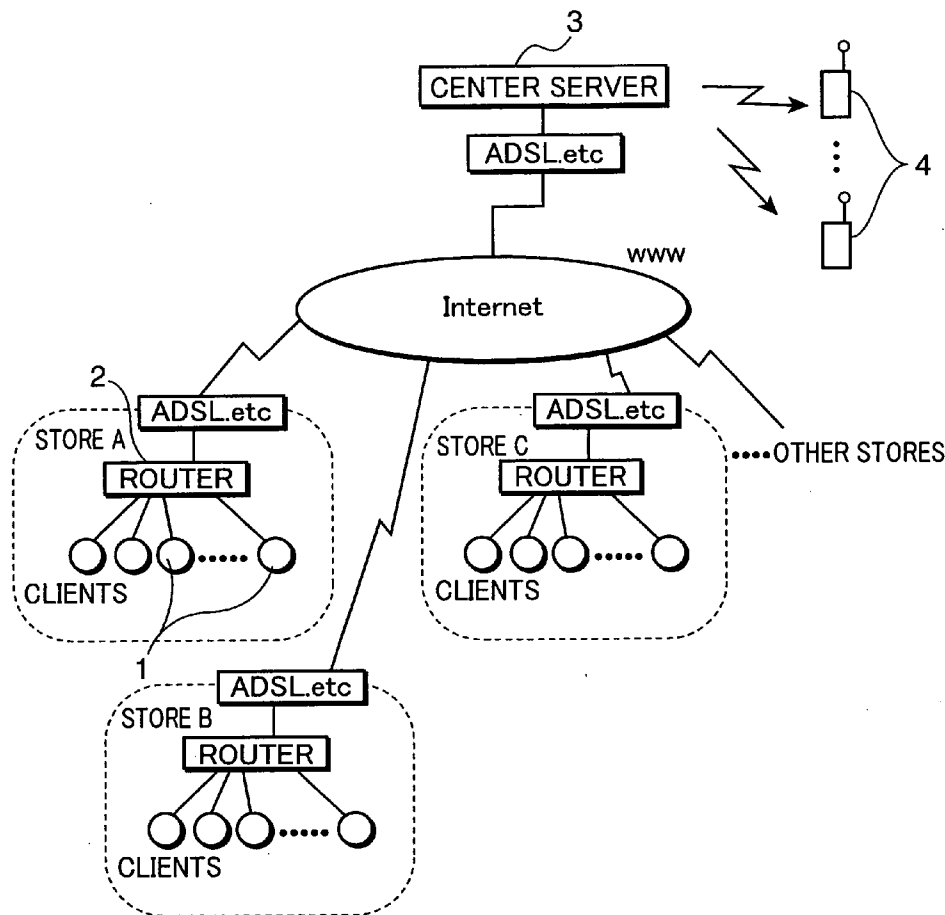 3
CENTER SERVER
ADSL.etc
4
www
Internet
2
ADSL.etc
STORE A
ROUTER
CLIENTS
1
ADSL.etc
STORE C
ROUTER
CLIENTS
•••••OTHER STORES
ADSL.etc
STORE B
ROUTER
CLIENTS